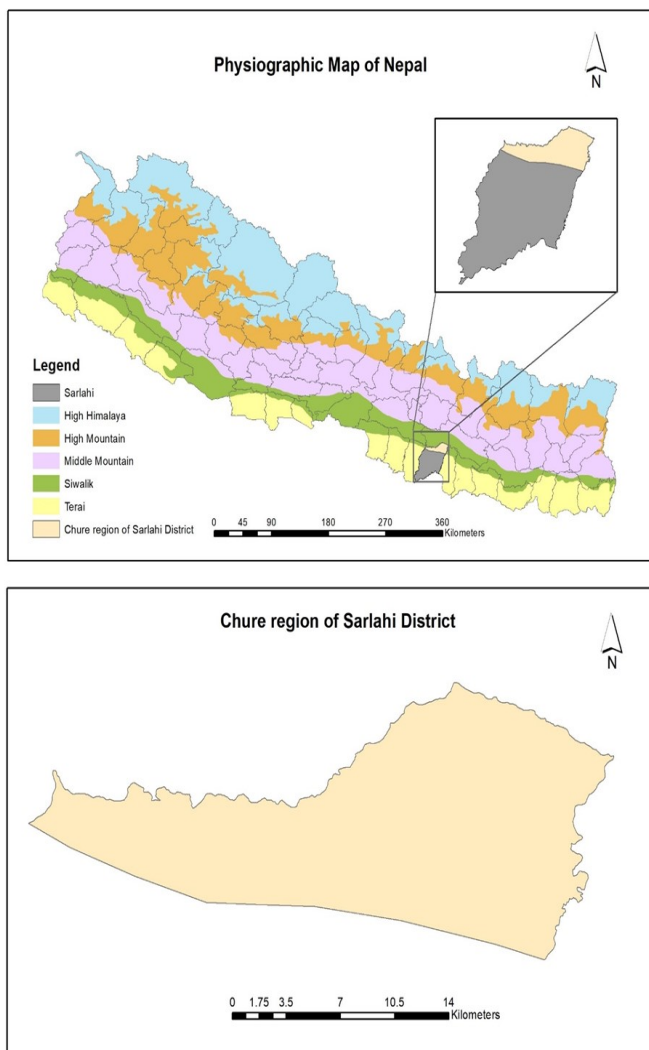 Physiographic Map of Nepal
N
Legend
Sarlahi
High Himalaya
High Mountain
Middle Mountain
Siwalik
Terai
Chure region of Sarlahi District
0 45 90 180 270 360
Kilometers
Chure region of Sarlahi District
N
0 1.75 3.5 7 10.5 14
Kilometers